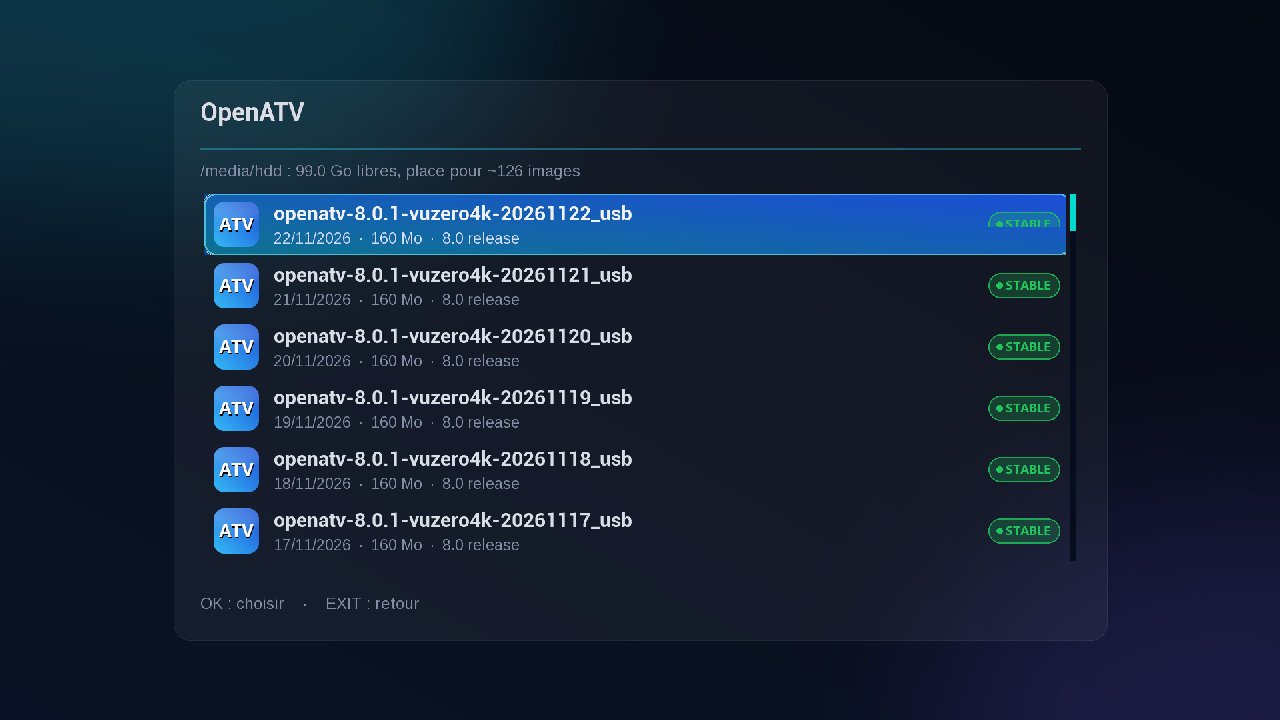 OpenATV
/media/hdd : 99.0 Go libres, place pour ~126 images
ATV openatv-8.0.1-vuzero4k-20261122_usb STABLE
22/11/2026 · 160 Mo · 8.0 release
ATV openatv-8.0.1-vuzero4k-20261121_usb STABLE
21/11/2026 · 160 Mo · 8.0 release
ATV openatv-8.0.1-vuzero4k-20261120_usb STABLE
20/11/2026 · 160 Mo · 8.0 release
ATV openatv-8.0.1-vuzero4k-20261119_usb STABLE
19/11/2026 · 160 Mo · 8.0 release
ATV openatv-8.0.1-vuzero4k-20261118_usb STABLE
18/11/2026 · 160 Mo · 8.0 release
ATV openatv-8.0.1-vuzero4k-20261117_usb STABLE
17/11/2026 · 160 Mo · 8.0 release
OK : choisir · EXIT : retour